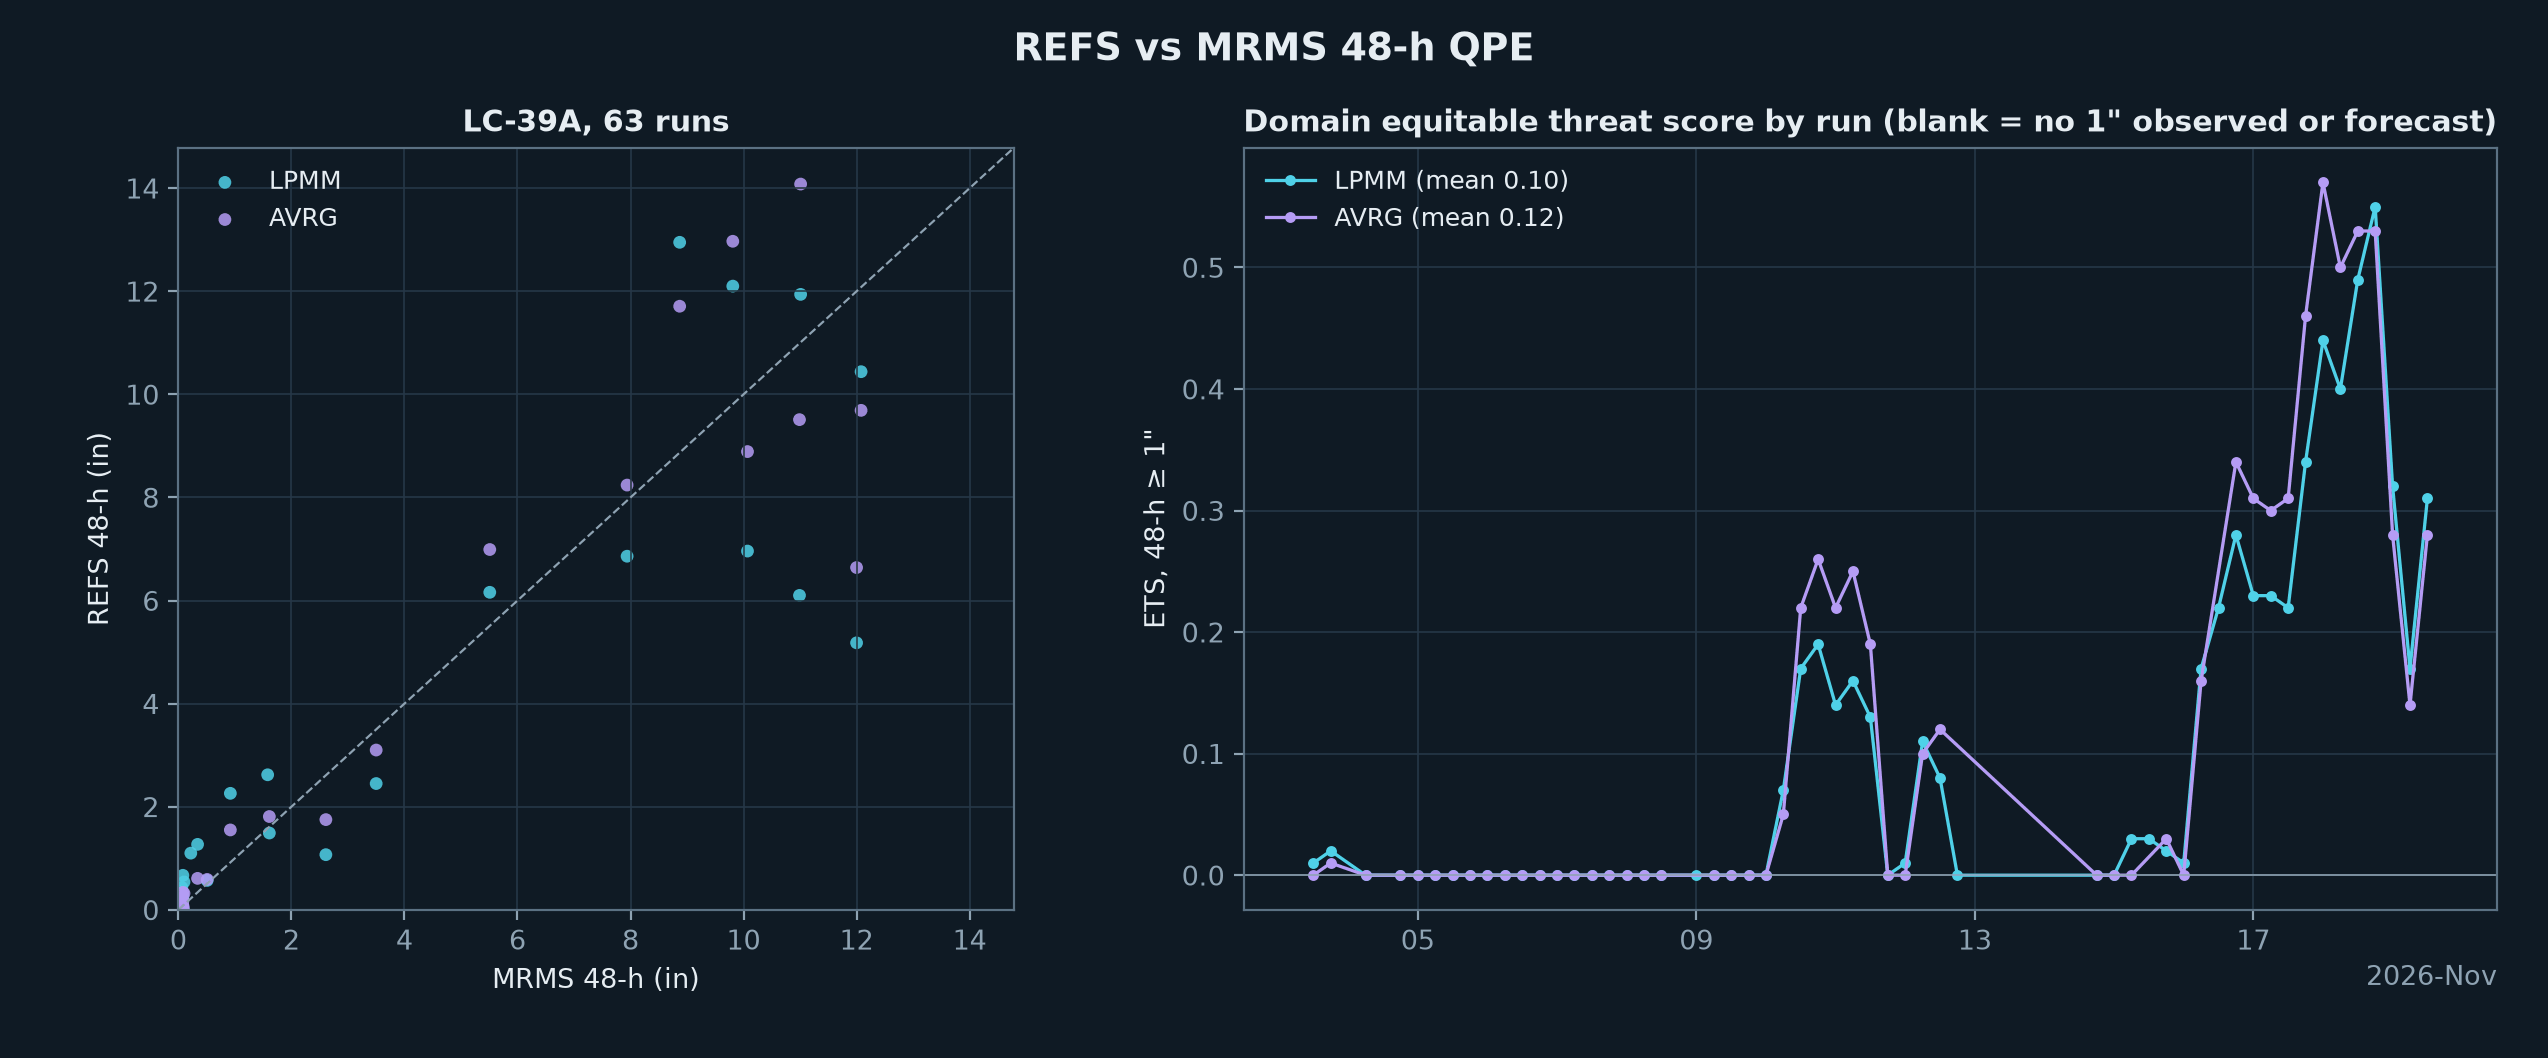 REFS vs MRMS 48-h QPE
LC-39A, 63 runs
LPMM
AVRG
14
12
10
8
6
4
2
0
REFS 48-h (in)
0 2 4 6 8 10 12 14
MRMS 48-h (in)
Domain equitable threat score by run (blank = no 1" observed or forecast)
LPMM (mean 0.10)
AVRG (mean 0.12)
0.5
0.4
0.3
0.2
0.1
0.0
ETS, 48-h ≥ 1"
05 09 13 17
2026-Nov